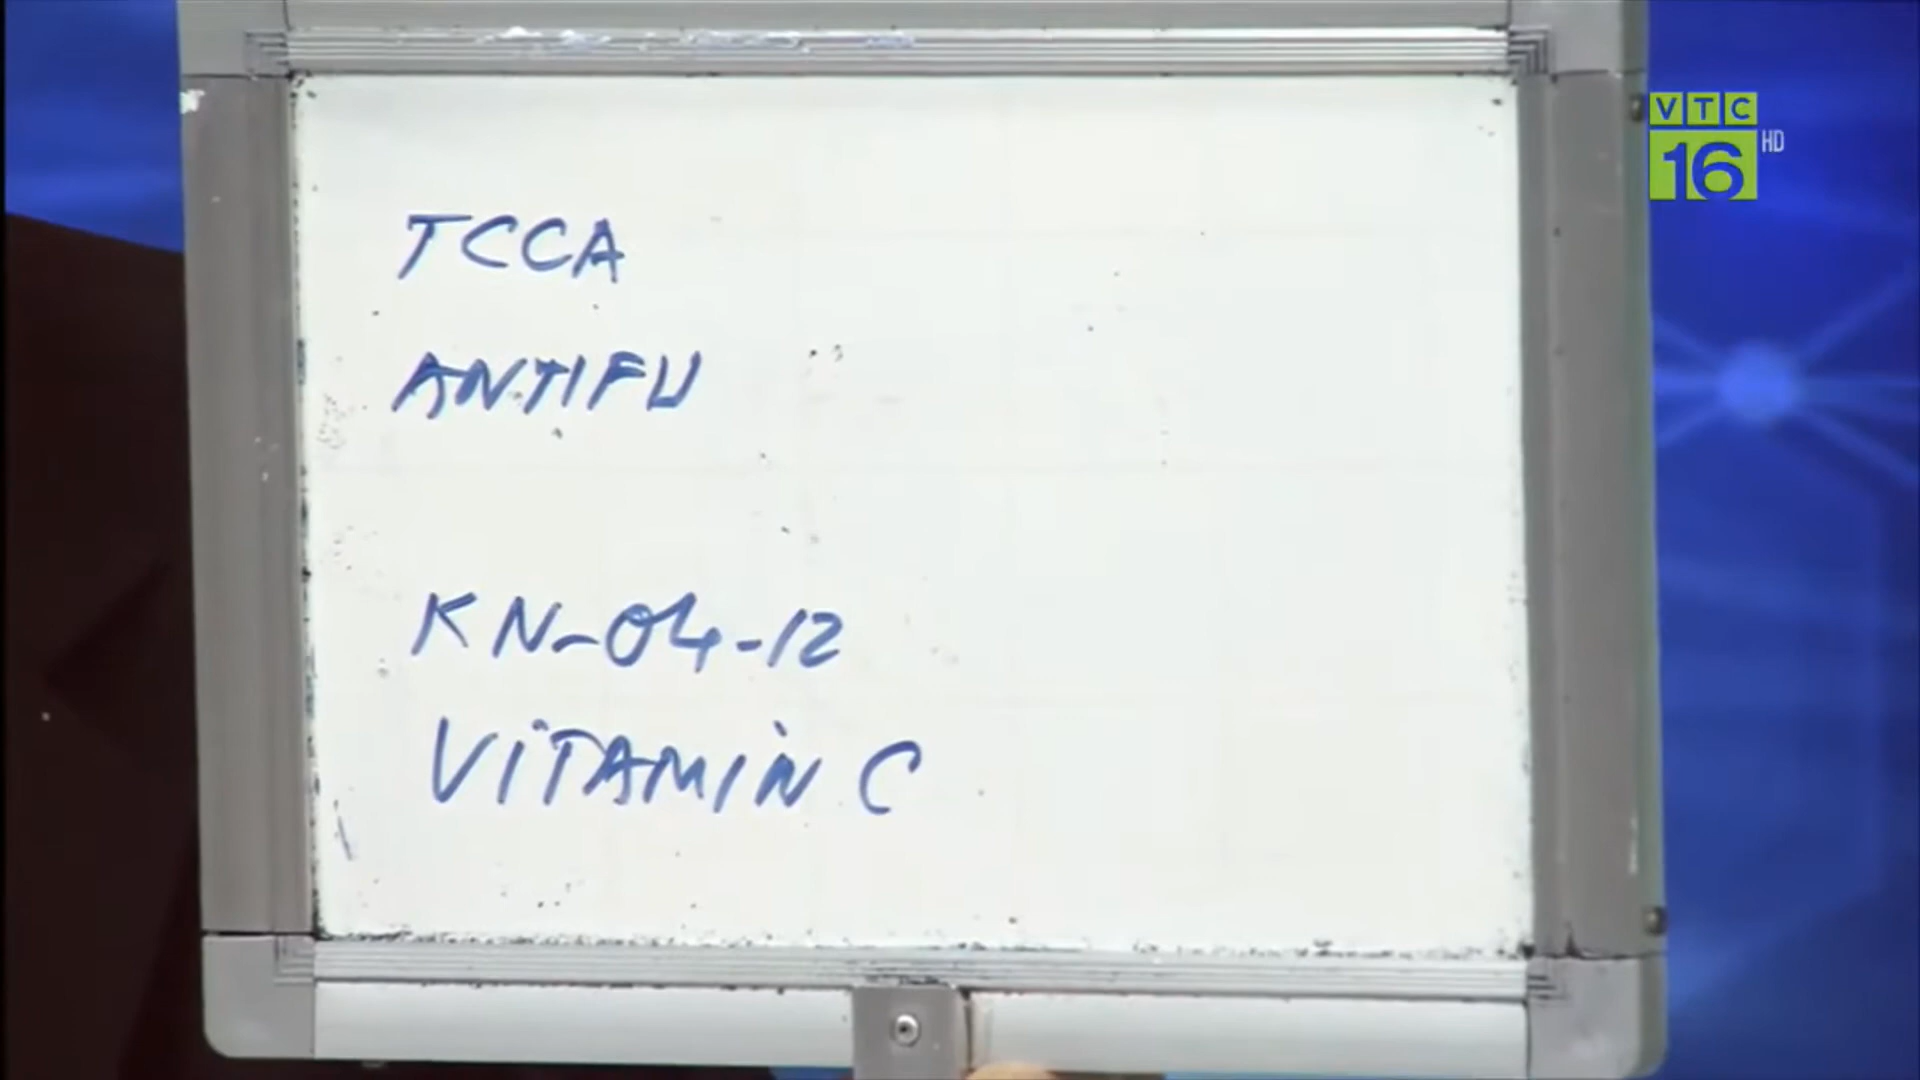 VTC
16 HD
TCCA
ANTIFU
KN-04-12
VITAMIN C